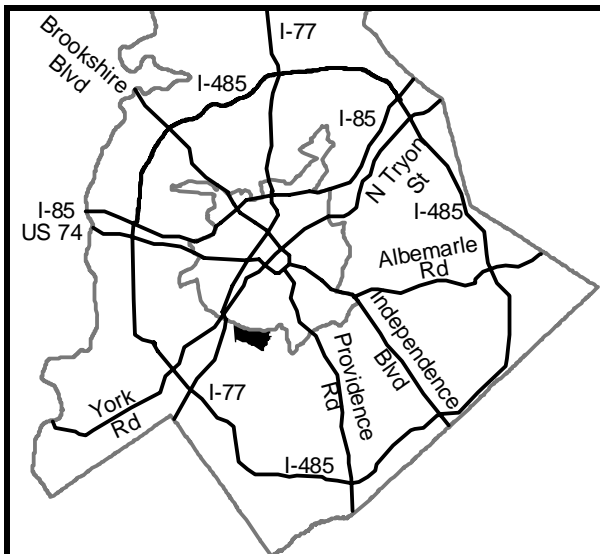 I-77
Brookshire
Blvd
I-485
I-85
N Tryon
St
I-85
I-485
US 74
Albemarle
Rd
Independence
Blvd
Providence
Rd
York
Rd
I-77
I-485